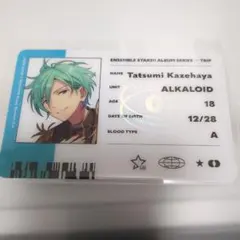 ENSEMBLE STARS!! ALBUM SERIES -TRIP
NAME Tatsumi Kazehaya
UNIT ALKALOID
AGE 18
DATE OF BIRTH 12/28
BLOOD TYPE A